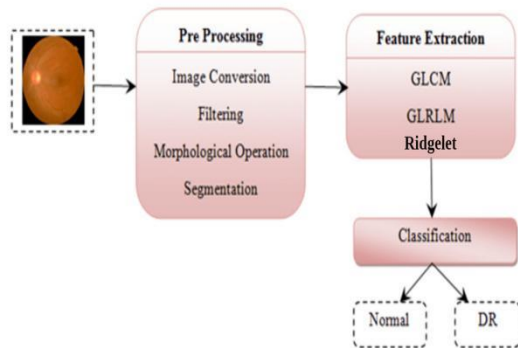 Pre Processing
Image Conversion
Filtering
Morphological Operation
Segmentation
Feature Extraction
GLCM
GLRLM
Ridgelet
Classification
Normal
DR